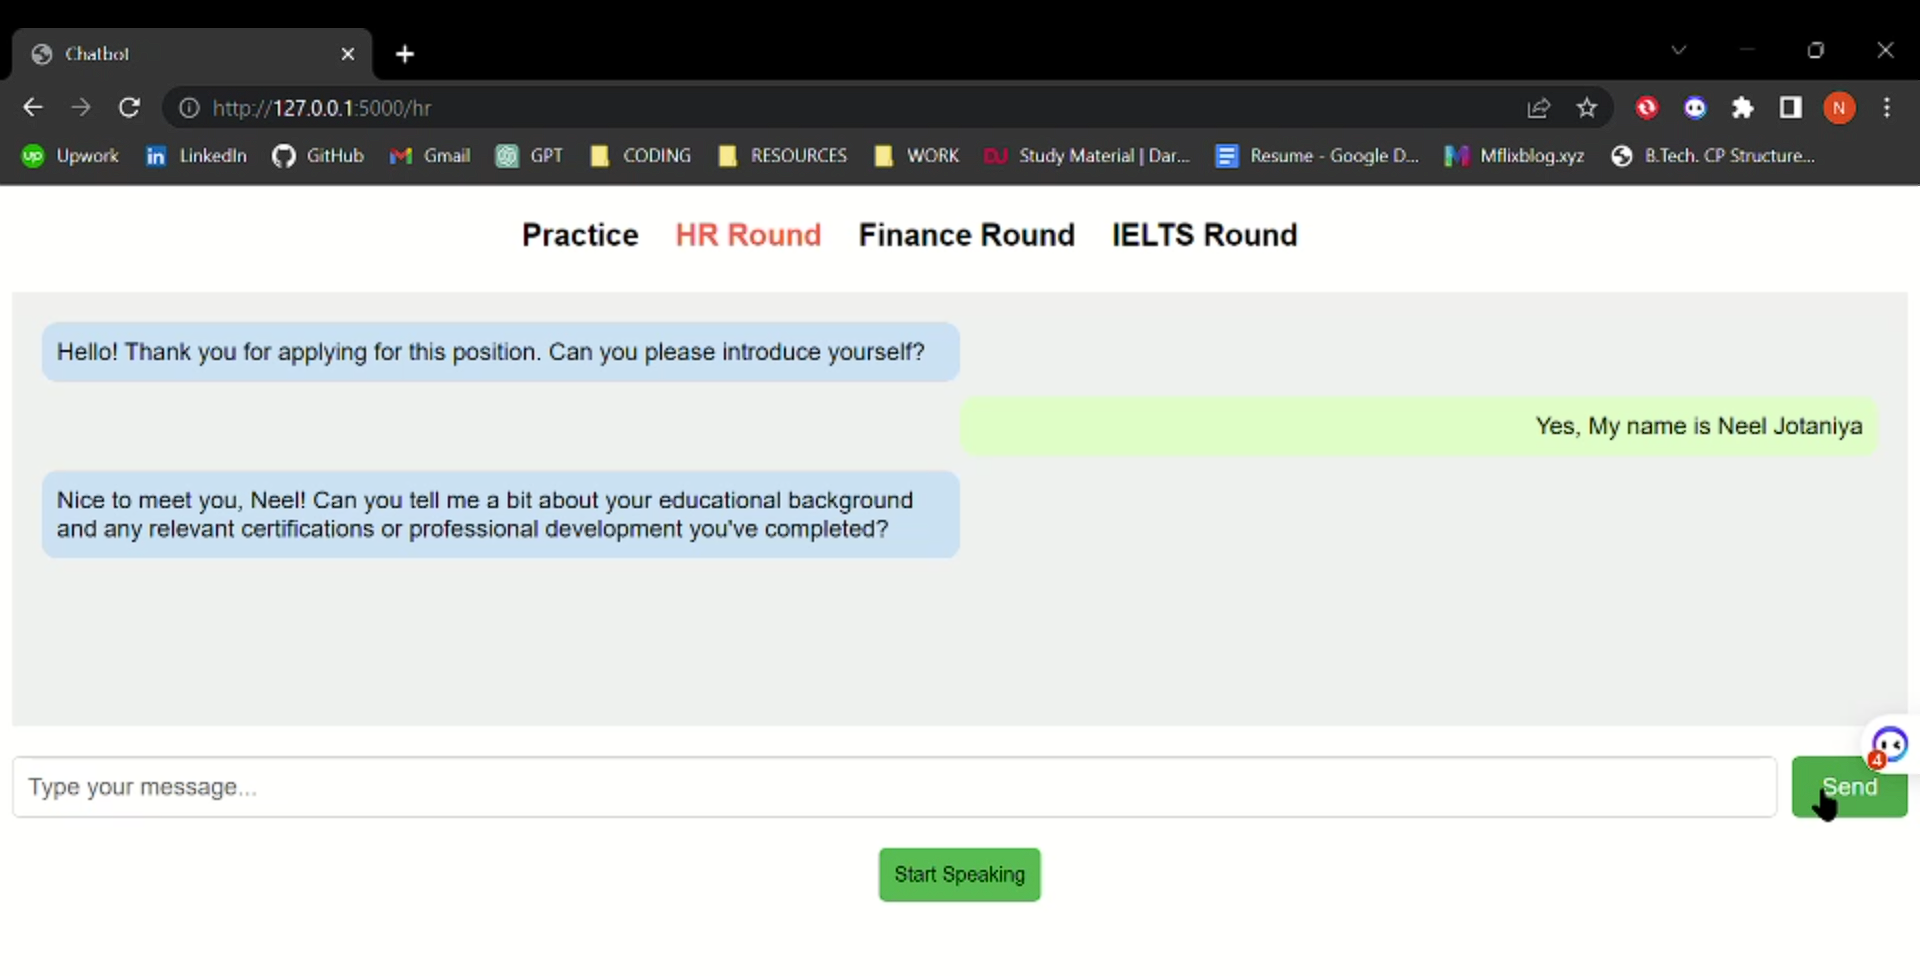 Chatbot
http://127.0.0.1:5000/hr
N
up Upwork in LinkedIn GitHub Gmail GPT CODING RESOURCES WORK DJ Study Material | Dar... Resume - Google D... Mflixblog.xyz B.Tech. CP Structure...
Practice HR Round Finance Round IELTS Round
Hello! Thank you for applying for this position. Can you please introduce yourself?
Yes, My name is Neel Jotaniya
Nice to meet you, Neel! Can you tell me a bit about your educational background
and any relevant certifications or professional development you've completed?
4
Type your message...
Send
Start Speaking